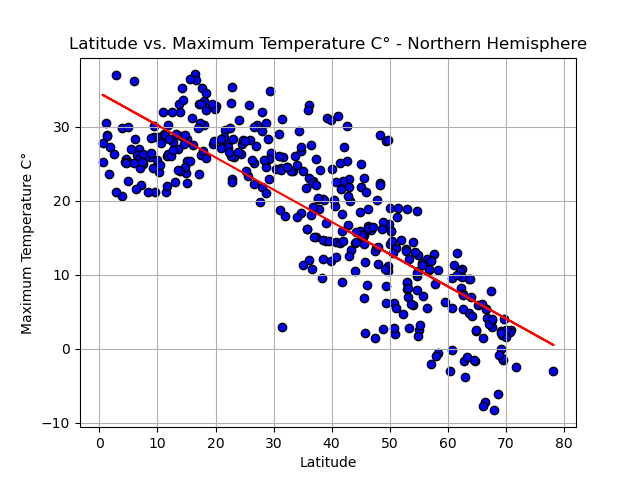 Latitude vs. Maximum Temperature C° - Northern Hemisphere
Maximum Temperature C°
30
20
10
0
−10
0 10 20 30 40 50 60 70 80
Latitude